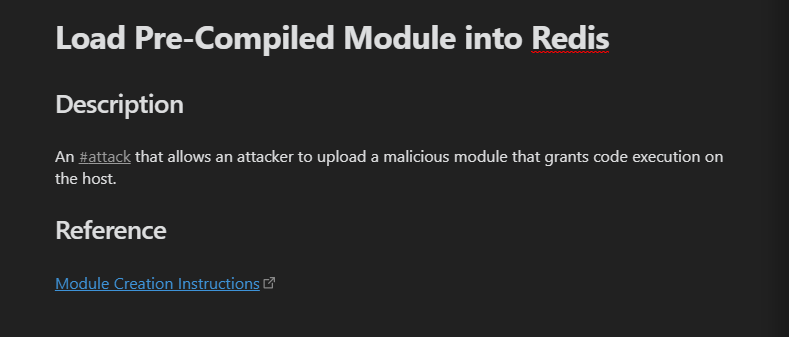 Load Pre-Compiled Module into Redis
Description
An #attack that allows an attacker to upload a malicious module that grants code execution on
the host.
Reference
Module Creation Instructions